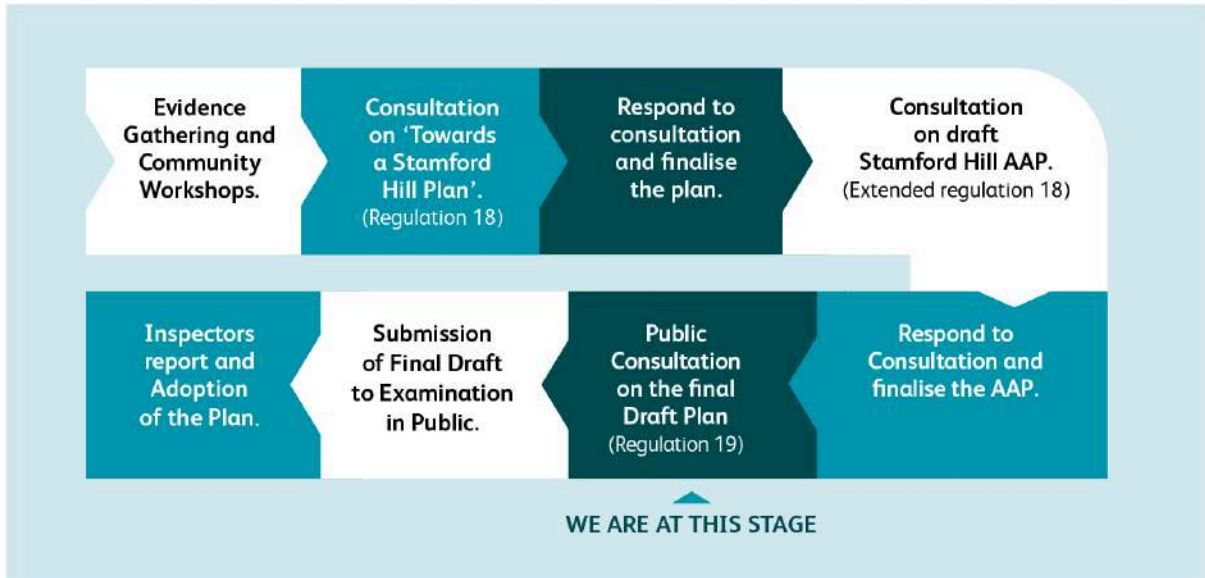 Evidence
Gathering and
Community
Workshops.
Consultation
on ‘Towards
a Stamford
Hill Plan’.
(Regulation 18)
Respond to
consultation
and finalise
the plan.
Consultation
on draft
Stamford Hill AAP.
(Extended regulation 18)
Respond to
Consultation and
finalise the AAP.
Public
Consultation
on the final
Draft Plan
(Regulation 19)
Submission
of Final Draft
to Examination
in Public.
Inspectors
report and
Adoption
of the Plan.
WE ARE AT THIS STAGE